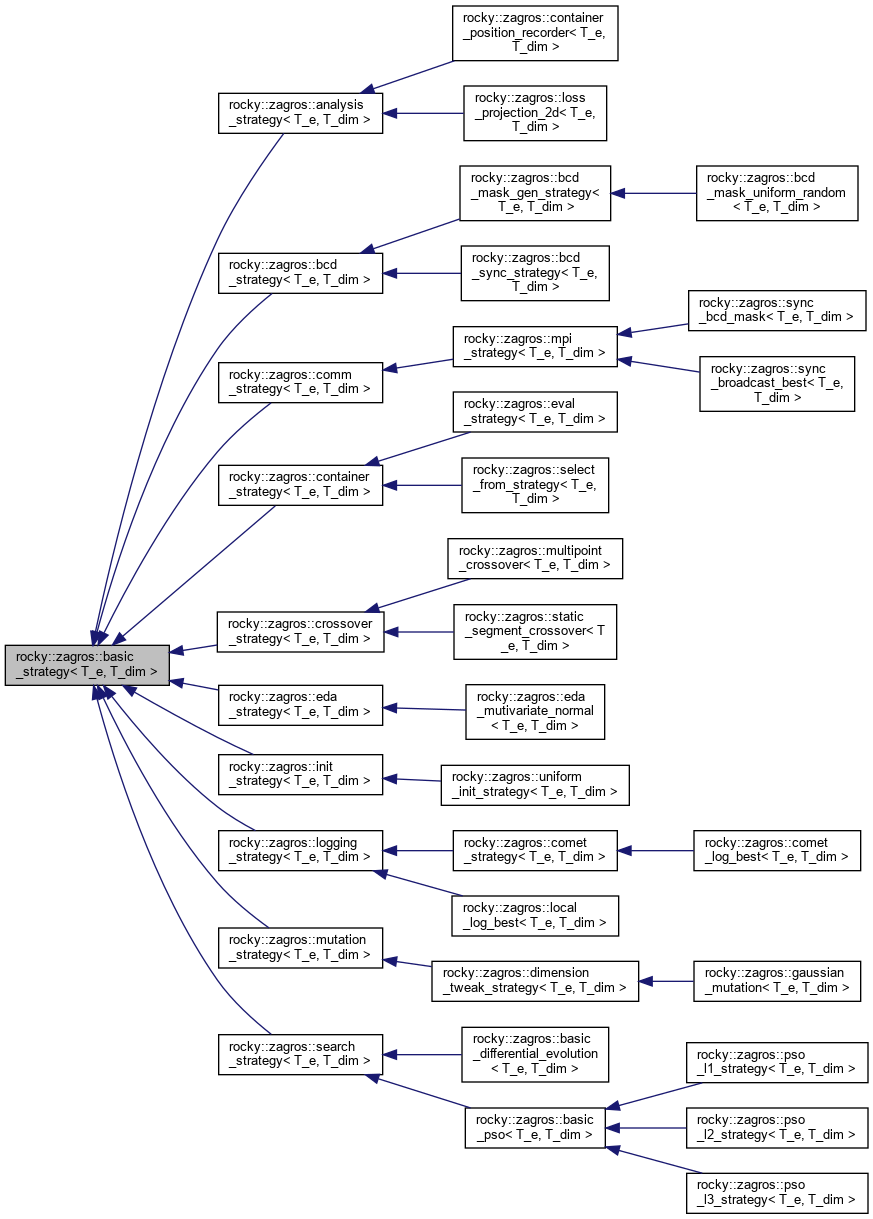 rocky::zagros::container
_position_recorder< T_e,
T_dim >
rocky::zagros::analysis
_strategy< T_e, T_dim >
rocky::zagros::loss
_projection_2d< T_e,
T_dim >
rocky::zagros::bcd
_mask_gen_strategy<
T_e, T_dim >
rocky::zagros::bcd
_mask_uniform_random
< T_e, T_dim >
rocky::zagros::bcd
_strategy< T_e, T_dim >
rocky::zagros::bcd
_sync_strategy< T_e,
T_dim >
rocky::zagros::sync
_bcd_mask< T_e, T_dim >
rocky::zagros::mpi
_strategy< T_e, T_dim >
rocky::zagros::comm
_strategy< T_e, T_dim >
rocky::zagros::sync
_broadcast_best< T_e,
T_dim >
rocky::zagros::eval
_strategy< T_e, T_dim >
rocky::zagros::container
_strategy< T_e, T_dim >
rocky::zagros::select
_from_strategy< T_e,
T_dim >
rocky::zagros::multipoint
_crossover< T_e, T_dim >
rocky::zagros::crossover
_strategy< T_e, T_dim >
rocky::zagros::static
_segment_crossover< T
_e, T_dim >
rocky::zagros::basic
_strategy< T_e, T_dim >
rocky::zagros::eda
_strategy< T_e, T_dim >
rocky::zagros::eda
_mutivariate_normal
< T_e, T_dim >
rocky::zagros::init
_strategy< T_e, T_dim >
rocky::zagros::uniform
_init_strategy< T_e, T_dim >
rocky::zagros::logging
_strategy< T_e, T_dim >
rocky::zagros::comet
_strategy< T_e, T_dim >
rocky::zagros::comet
_log_best< T_e, T_dim >
rocky::zagros::local
_log_best< T_e, T_dim >
rocky::zagros::mutation
_strategy< T_e, T_dim >
rocky::zagros::dimension
_tweak_strategy< T_e, T_dim >
rocky::zagros::gaussian
_mutation< T_e, T_dim >
rocky::zagros::search
_strategy< T_e, T_dim >
rocky::zagros::basic
_differential_evolution
< T_e, T_dim >
rocky::zagros::pso
_l1_strategy< T_e, T_dim >
rocky::zagros::basic
_pso< T_e, T_dim >
rocky::zagros::pso
_l2_strategy< T_e, T_dim >
rocky::zagros::pso
_l3_strategy< T_e, T_dim >